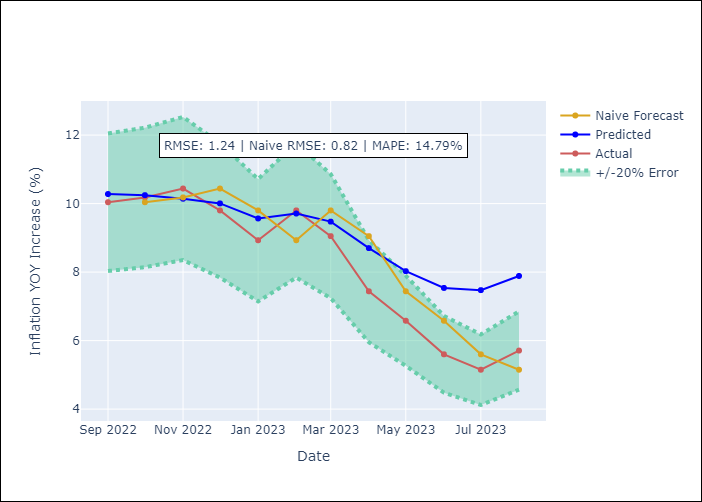 RMSE: 1.24 | Naive RMSE: 0.82 | MAPE: 14.79%
Naive Forecast
Predicted
Actual
+/-20% Error
Inflation YOY Increase (%)
12
10
8
6
4
Sep 2022
Nov 2022
Jan 2023
Mar 2023
May 2023
Jul 2023
Date